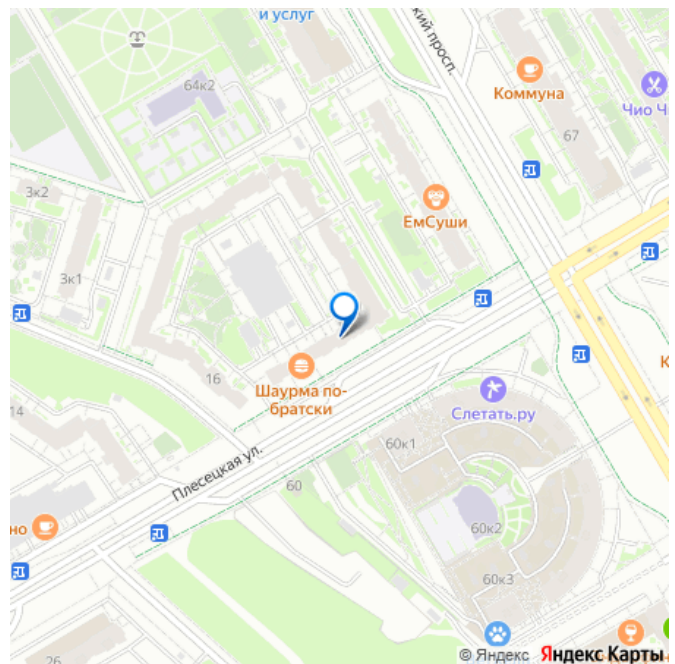 и услуг
кий просп.
64к2
Коммуна
Чио Ч
67
3к2
ЕмСуши
3к1
16
Шаурма по-
братски
Слетать.ру
К
14
60к1
Плесецкая ул.
60
но
60к2
60к3
26
© Яндекс Яндекс Карты